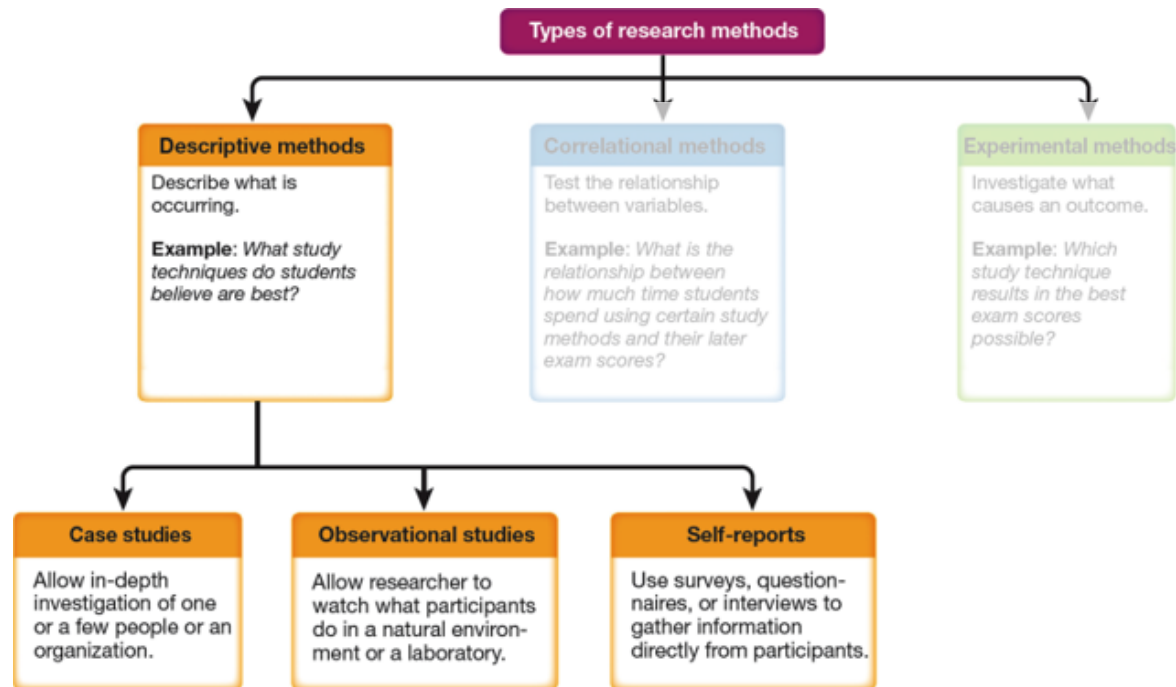 Types of research methods
Descriptive methods
Describe what is
occurring.
Example: What study
techniques do students
believe are best?
Correlational methods
Test the relationship
between variables.
Example: What is the
relationship between
how much time students
spend using certain study
methods and their later
exam scores?
Experimental methods
Investigate what
causes an outcome.
Example: Which
study technique
results in the best
exam scores
possible?
Case studies
Allow in-depth
investigation of one
or a few people or an
organization.
Observational studies
Allow researcher to
watch what participants
do in a natural environ-
ment or a laboratory.
Self-reports
Use surveys, question-
naires, or interviews to
gather information
directly from participants.